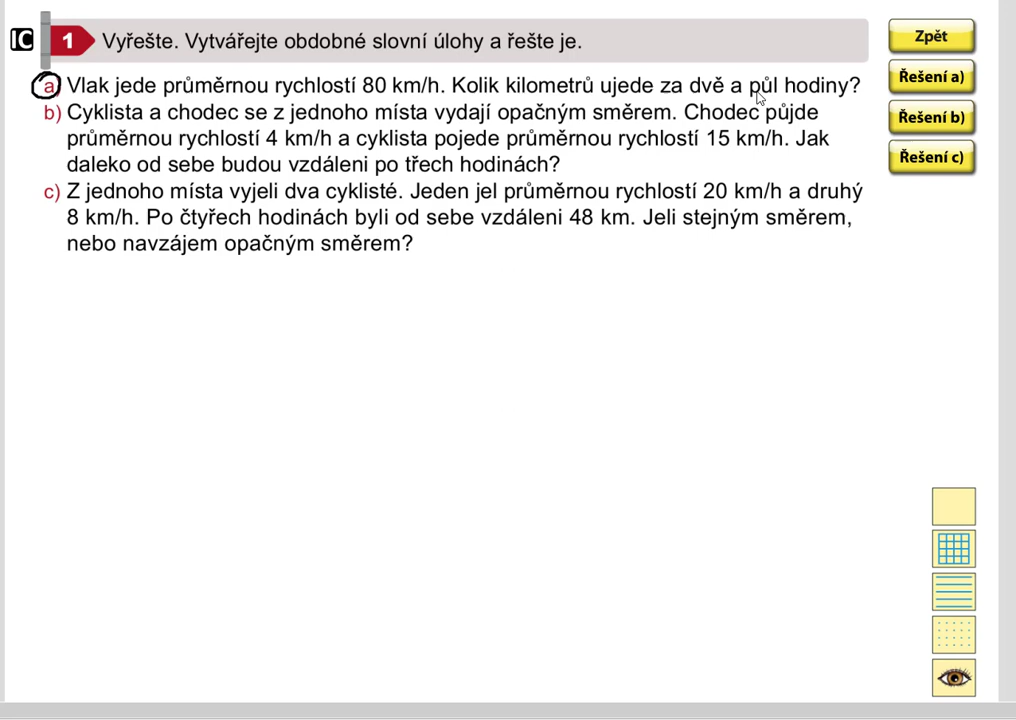 IC 1 Vyřešte. Vytvářejte obdobné slovní úlohy a řešte je.
a) Vlak jede průměrnou rychlostí 80 km/h. Kolik kilometrů ujede za dvě a půl hodiny?
b) Cyklista a chodec se z jednoho místa vydají opačným směrem. Chodec půjde
průměrnou rychlostí 4 km/h a cyklista pojede průměrnou rychlostí 15 km/h. Jak
daleko od sebe budou vzdáleni po třech hodinách?
c) Z jednoho místa vyjeli dva cyklisté. Jeden jel průměrnou rychlostí 20 km/h a druhý
8 km/h. Po čtyřech hodinách byli od sebe vzdáleni 48 km. Jeli stejným směrem,
nebo navzájem opačným směrem?
Zpět
Řešení a)
Řešení b)
Řešení c)